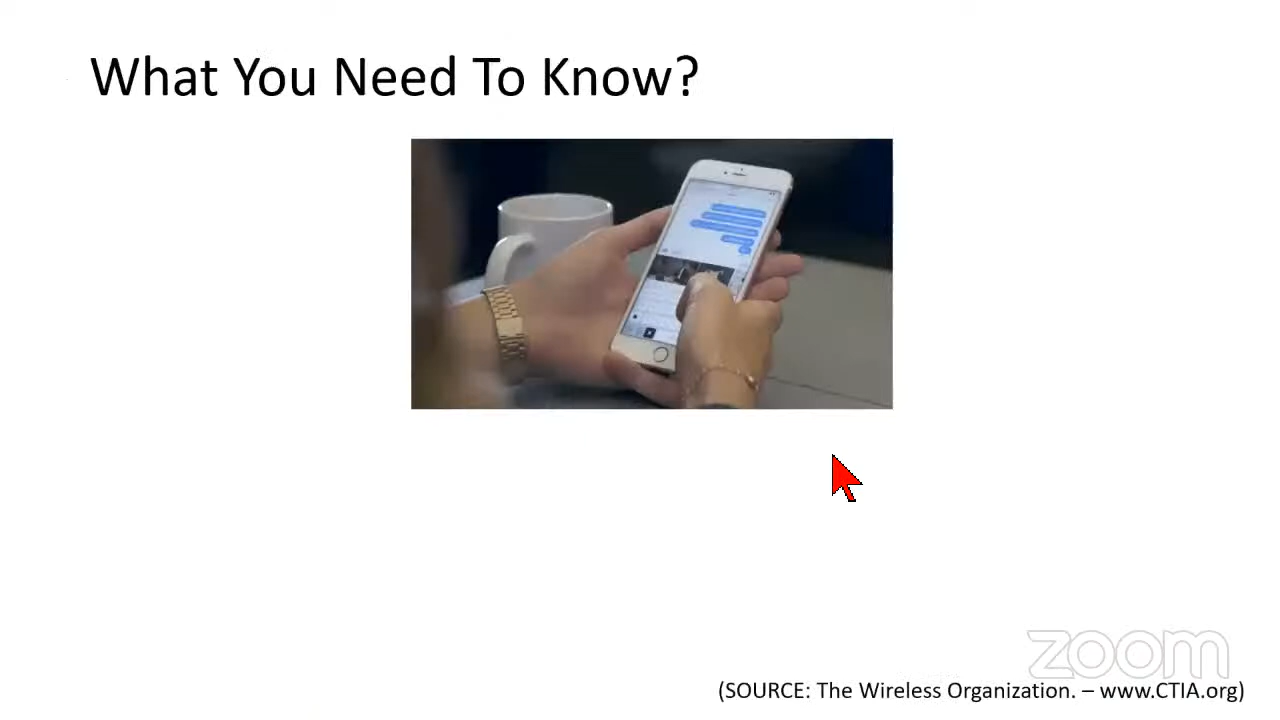 What You Need To Know?
zoom
(SOURCE: The Wireless Organization. – www.CTIA.org)